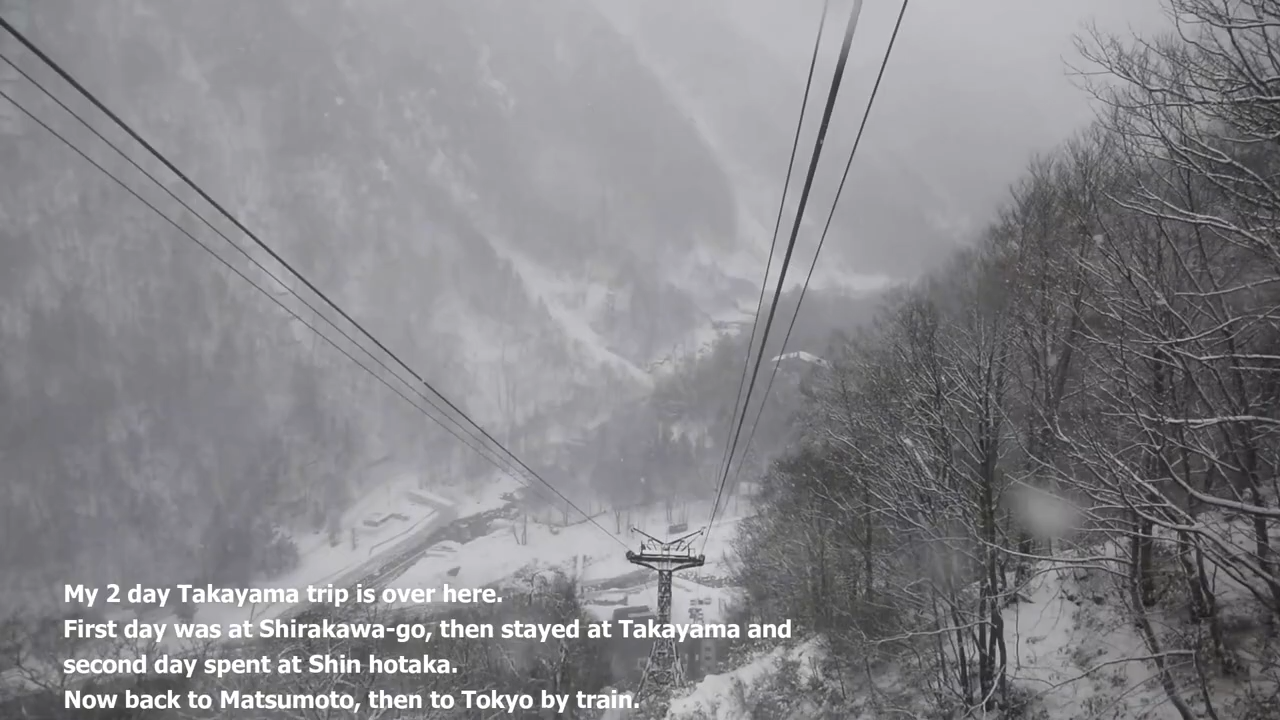 My 2 day Takayama trip is over here.
First day was at Shirakawa-go, then stayed at Takayama and
second day spent at Shin hotaka.
Now back to Matsumoto, then to Tokyo by train.